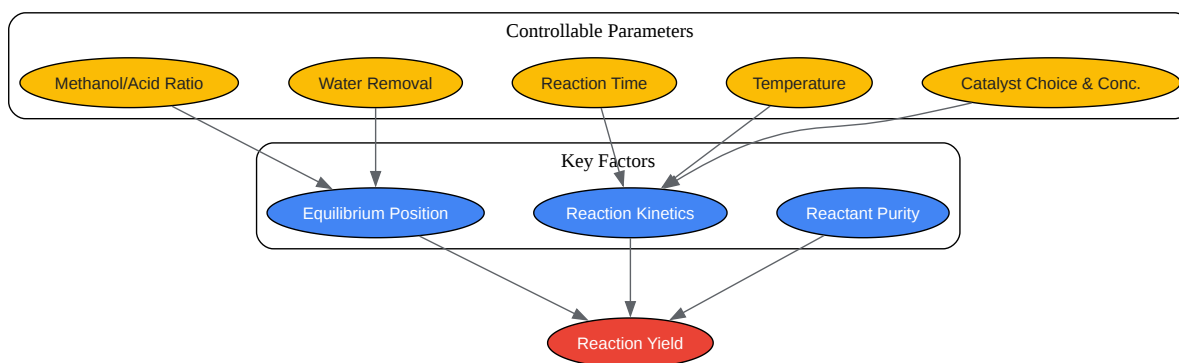 Controllable Parameters
Methanol/Acid Ratio
Water Removal
Reaction Time
Temperature
Catalyst Choice & Conc.
Key Factors
Equilibrium Position
Reaction Kinetics
Reactant Purity
Reaction Yield